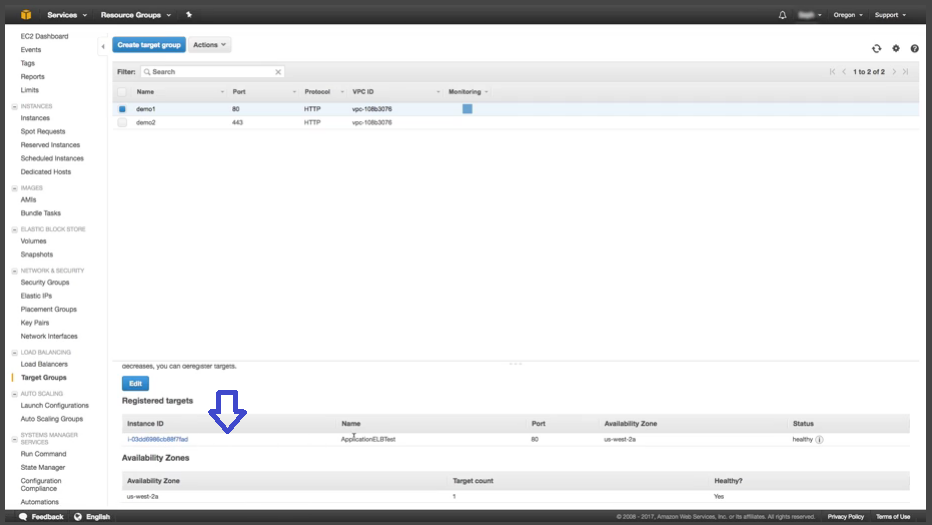 Services Resource Groups Oregon Support
EC2 Dashboard
Events
Tags
Reports
Limits
INSTANCES
Instances
Spot Requests
Reserved Instances
Scheduled Instances
Dedicated Hosts
IMAGES
AMIs
Bundle Tasks
ELASTIC BLOCK STORE
Volumes
Snapshots
NETWORK & SECURITY
Security Groups
Elastic IPs
Placement Groups
Key Pairs
Network Interfaces
LOAD BALANCING
Load Balancers
Target Groups
AUTO SCALING
Launch Configurations
Auto Scaling Groups
SYSTEMS MANAGER
SERVICES
Run Command
State Manager
Configuration
Compliance
Automations
Create target group Actions
Filter: Search 1 to 2 of 2
Name Port Protocol VPC ID Monitoring
demo1 80 HTTP vpc-108b3076
demo2 443 HTTP vpc-108b3076
decreases, you can deregister targets.
Edit
Registered targets
Instance ID Name Port Availability Zone Status
ApplicationELBTest 80 us-west-2a healthy
Availability Zones
Availability Zone Target count Healthy?
us-west-2a 1 Yes
Feedback English © 2008 - 2017, Amazon Web Services, Inc. or its affiliates. All rights reserved. Privacy Policy Terms of Use